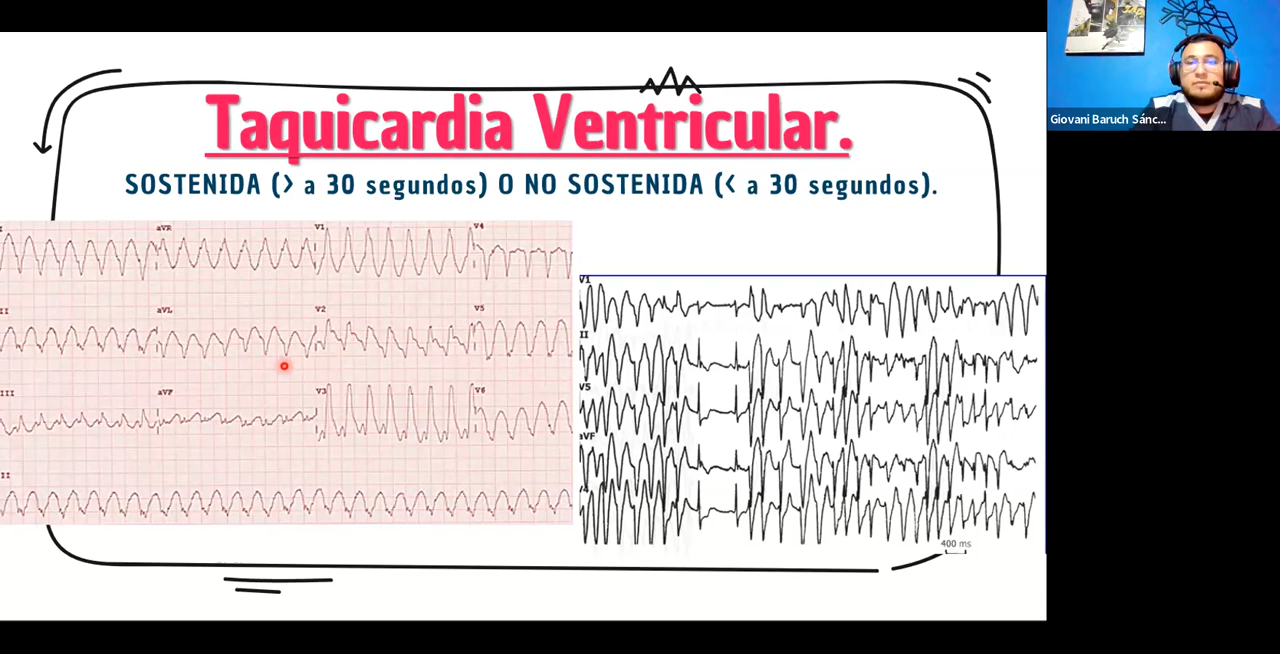 Taquicardia Ventricular.
SOSTENIDA (> a 30 segundos) O NO SOSTENIDA (< a 30 segundos).
I aVR V1 V4
II aVL V2 V5
III aVF V3 V6
II
V1
II
V5
aVF
400 ms
Giovani Baruch Sánc...